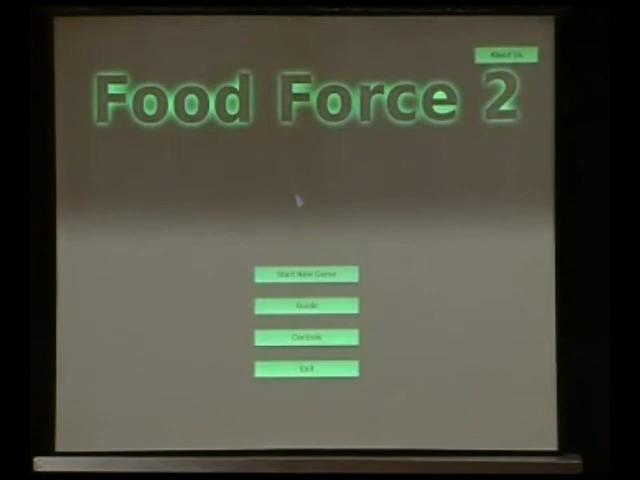 About Us
Food Force 2
Start New Game
Guide
Controls
Exit